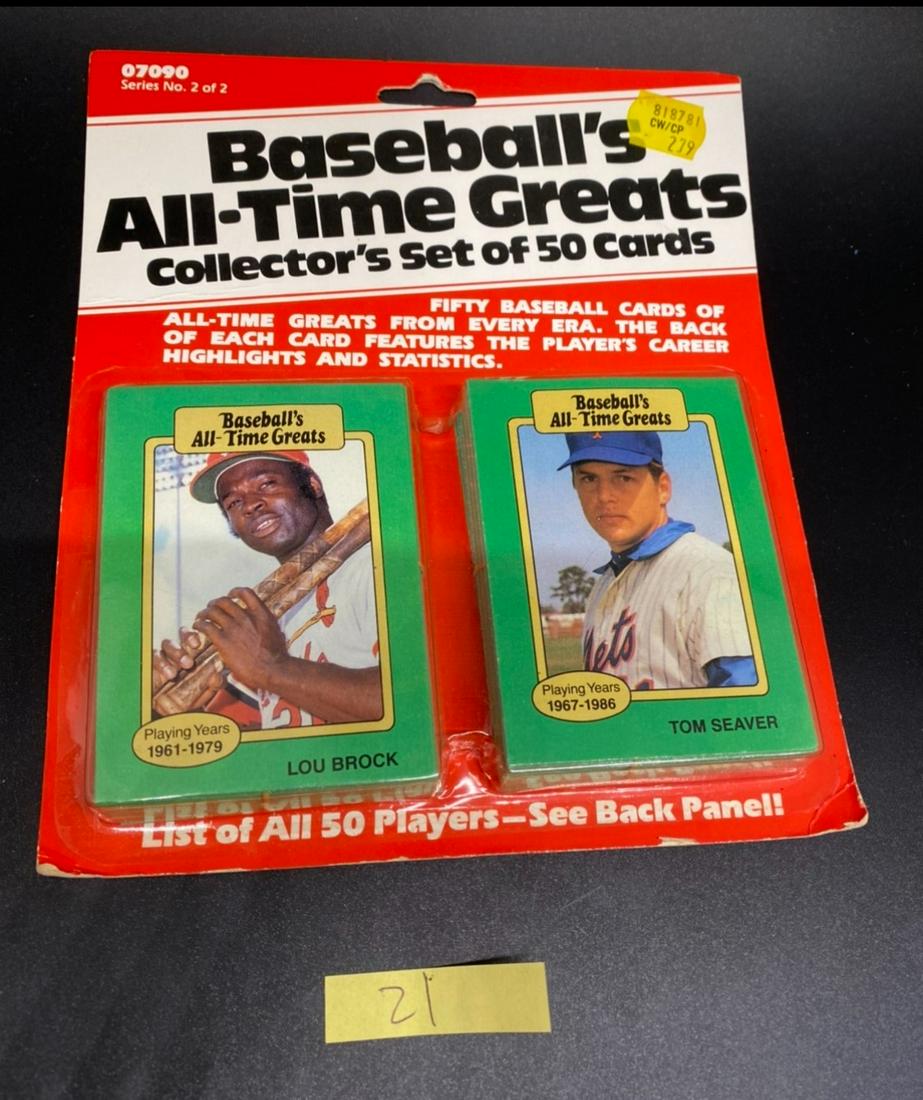 07090
Series No. 2 of 2
818781
CW/CP
279
Baseball's
All-Time Greats
Collector's Set of 50 Cards
FIFTY BASEBALL CARDS OF
ALL-TIME GREATS FROM EVERY ERA. THE BACK
OF EACH CARD FEATURES THE PLAYER'S CAREER
HIGHLIGHTS AND STATISTICS.
Baseball's
All-Time Greats
Playing Years
1961-1979
LOU BROCK
Baseball's
All-Time Greats
Mets
Playing Years
1967-1986
TOM SEAVER
List of All 50 Players—See Back Panel!
21